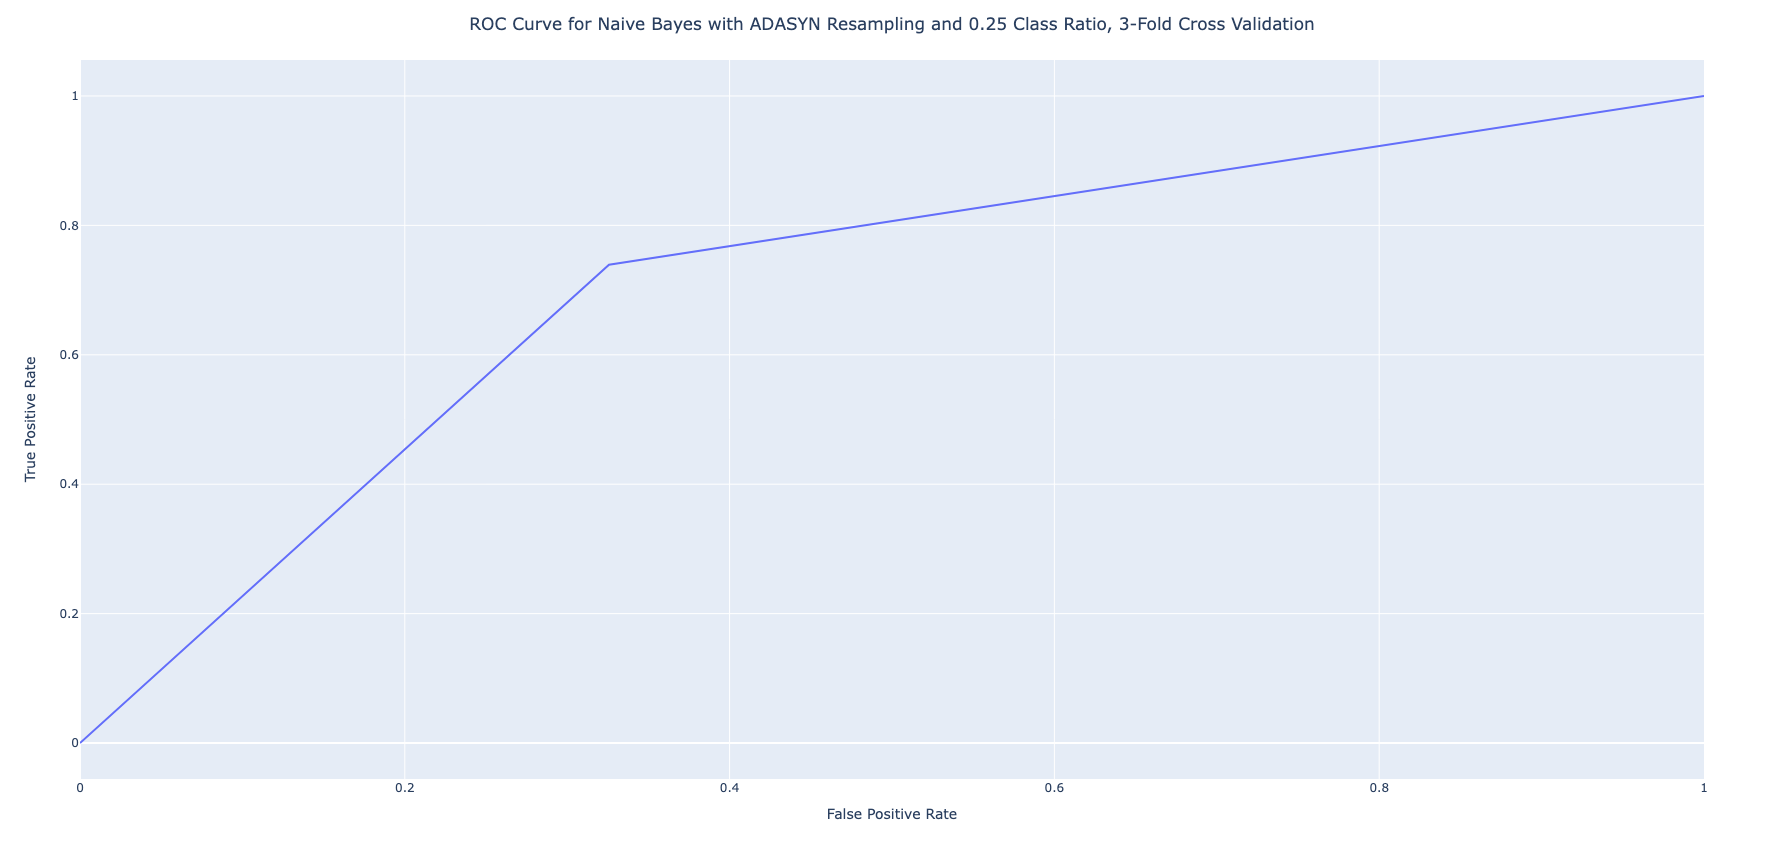 ROC Curve for Naive Bayes with ADASYN Resampling and 0.25 Class Ratio, 3-Fold Cross Validation
True Positive Rate
1
0.8
0.6
0.4
0.2
0
0 0.2 0.4 0.6 0.8 1
False Positive Rate